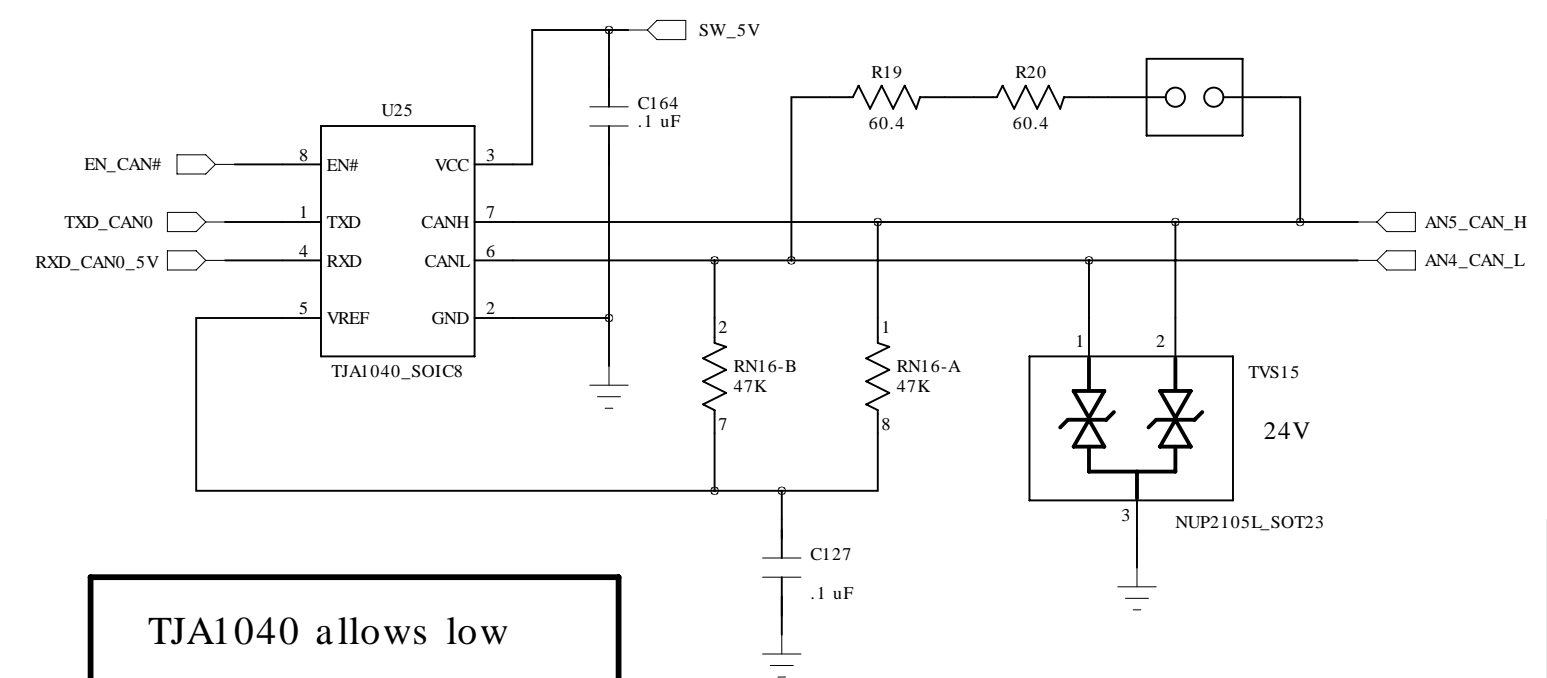 SW_5V
R19
R20
C164
.1 uF
60.4
60.4
U25
EN_CAN#
8
EN#
VCC
3
TXD_CAN0
1
TXD
CANH
7
AN5_CAN_H
RXD_CAN0_5V
4
RXD
CANL
6
AN4_CAN_L
5
VREF
GND
2
TJA1040_SOIC8
2
RN16-B
47K
7
1
RN16-A
47K
8
1
2
TVS15
24V
3
NUP2105L_SOT23
C127
.1 uF
TJA1040 allows low